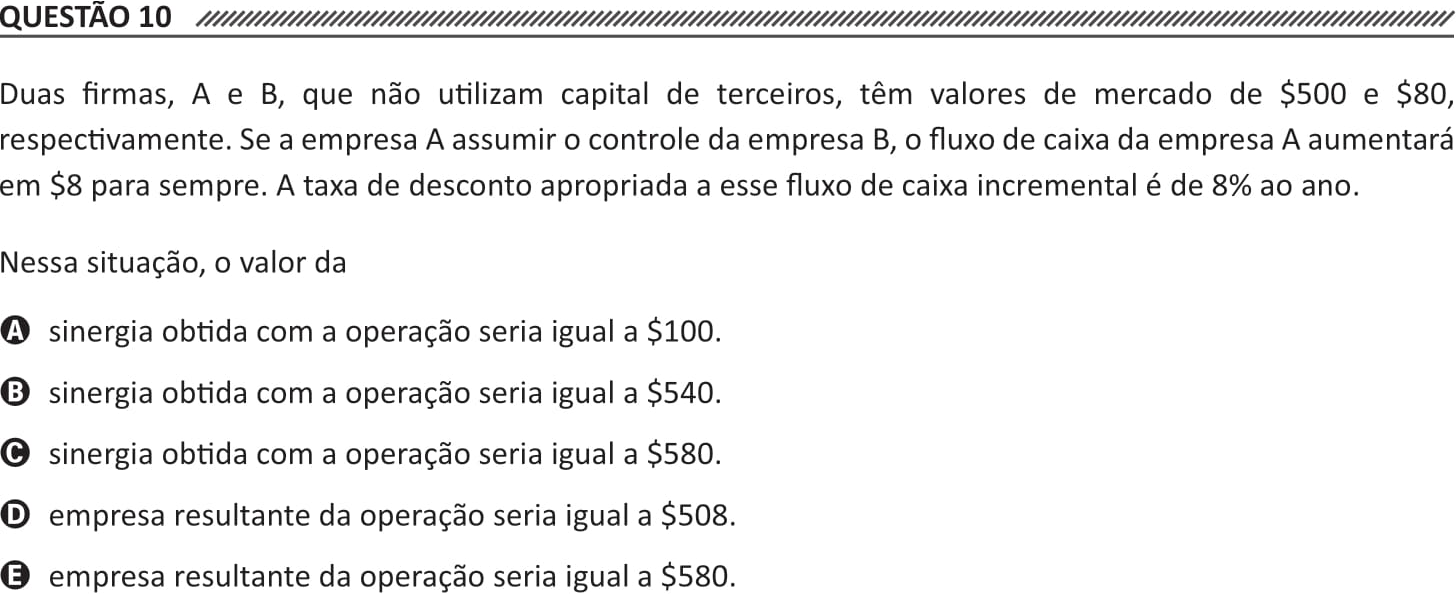 QUESTÃO 10
Duas firmas, A e B, que não utilizam capital de terceiros, têm valores de mercado de $500 e $80,
respectivamente. Se a empresa A assumir o controle da empresa B, o fluxo de caixa da empresa A aumentará
em $8 para sempre. A taxa de desconto apropriada a esse fluxo de caixa incremental é de 8% ao ano.
Nessa situação, o valor da
A sinergia obtida com a operação seria igual a $100.
B sinergia obtida com a operação seria igual a $540.
C sinergia obtida com a operação seria igual a $580.
D empresa resultante da operação seria igual a $508.
E empresa resultante da operação seria igual a $580.